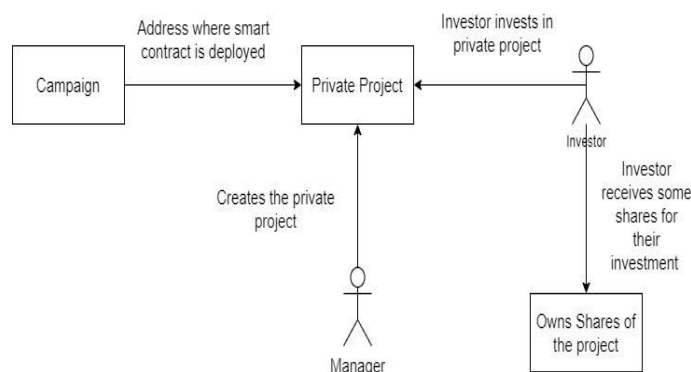 Address where smart
contract is deployed
Investor invests in
private project
Campaign
Private Project
Investor
Creates the private
project
Investor
receives some
shares for
their
investment
Manager
Owns Shares of
the project